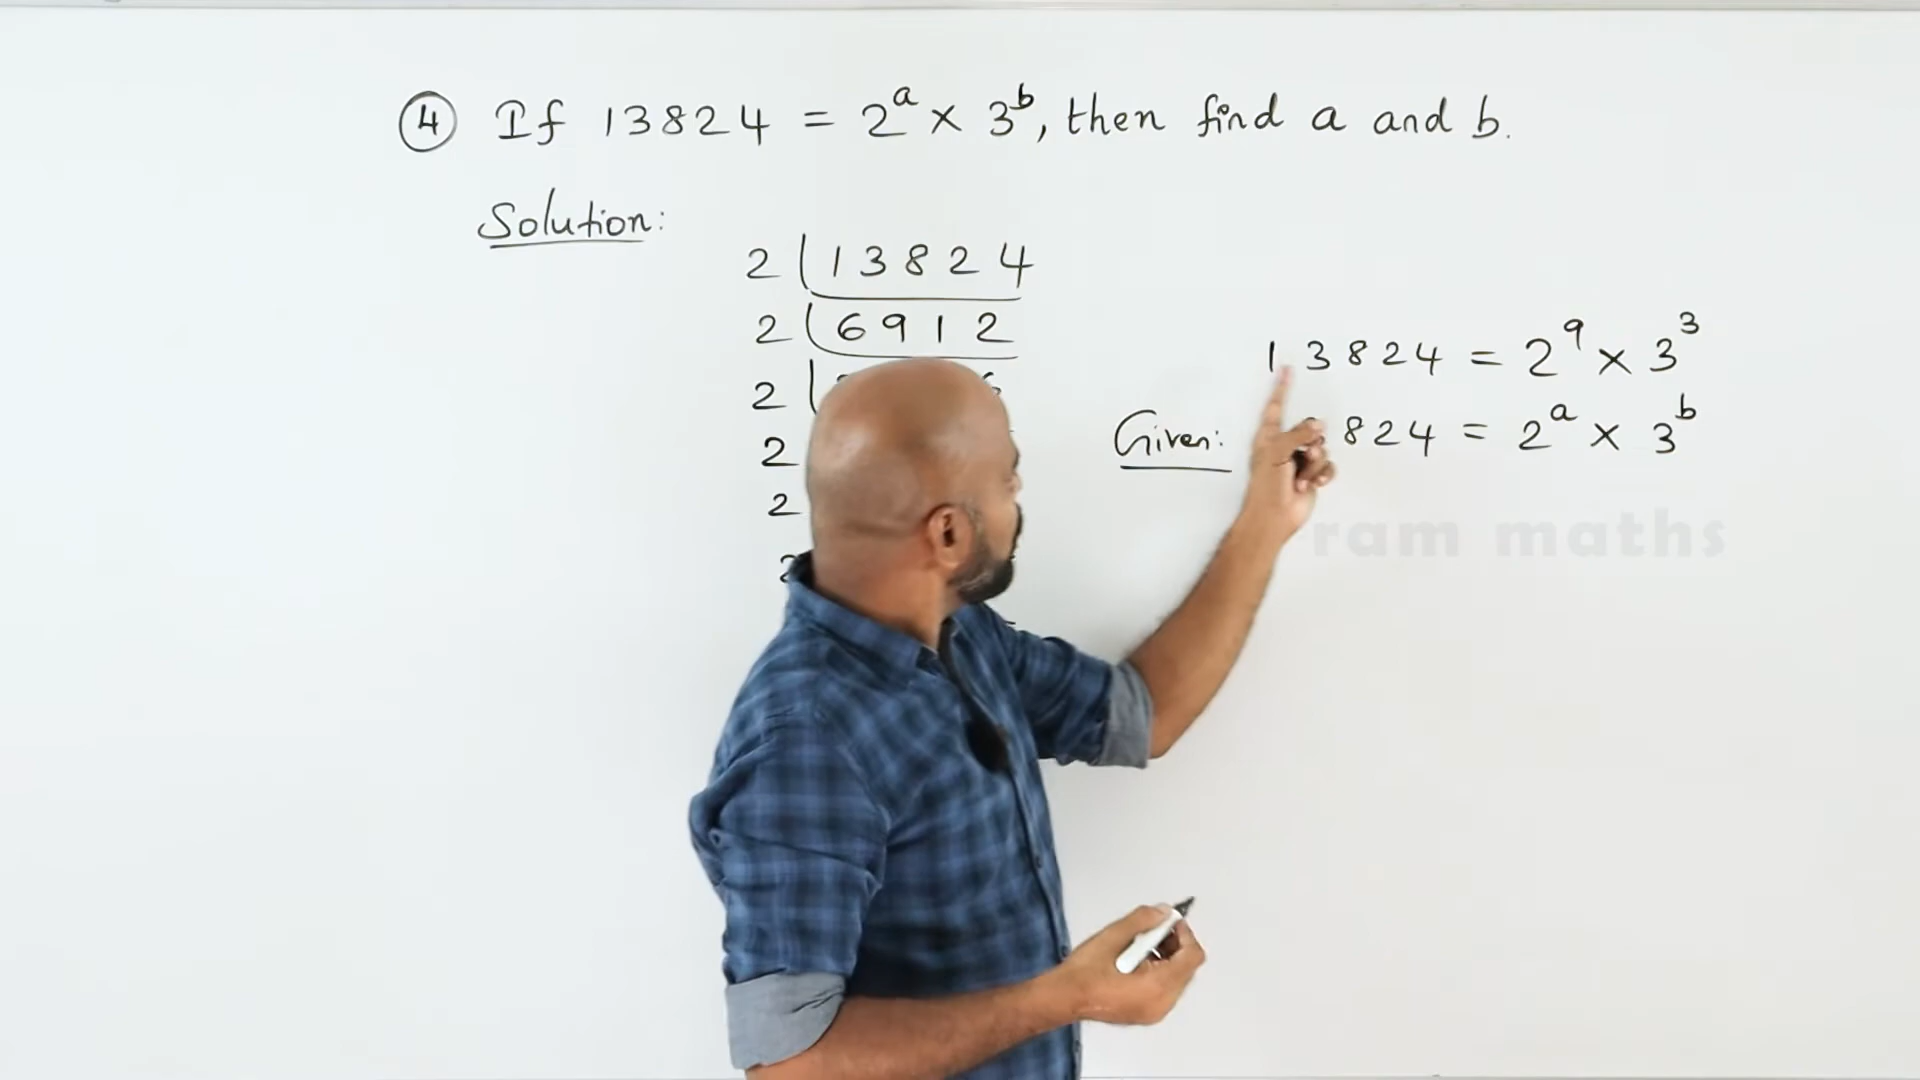 4 If 13824 = 2^a × 3^b, then find a and b.
Solution:
2 | 13824
2 | 6912
2
2
2
2
13824 = 2^9 × 3^3
Given: 824 = 2^a × 3^b
ram maths